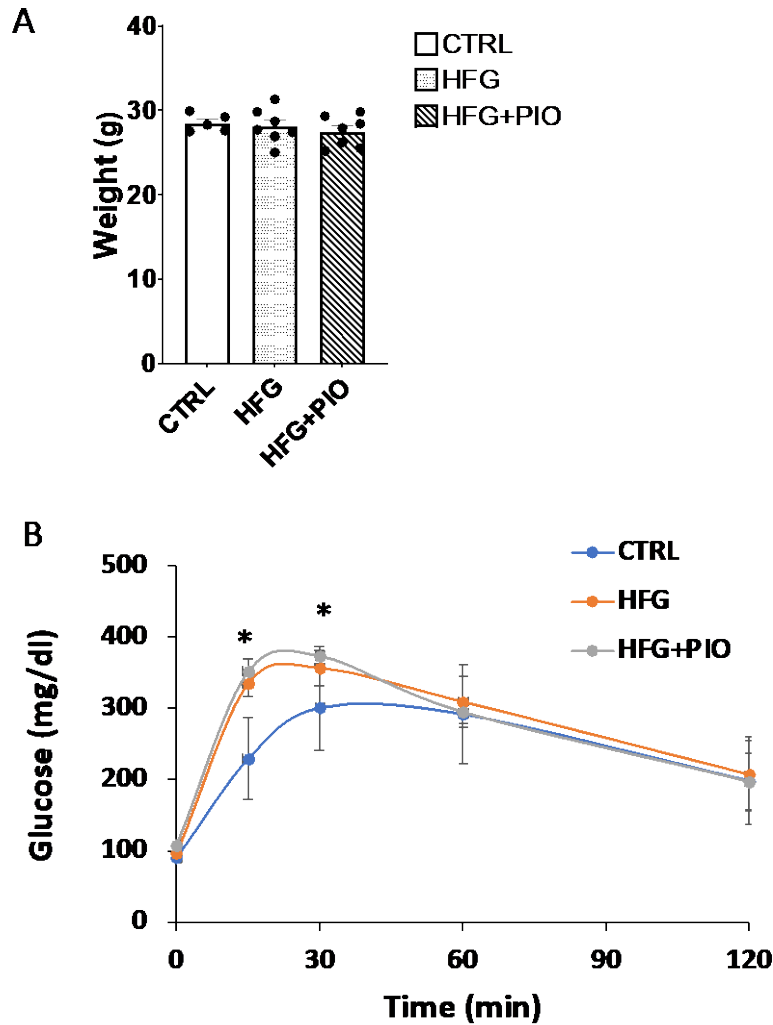 A
40
30
20
10
0
Weight (g)
CTRL
HFG
HFG+PIO
CTRL
HFG
HFG+PIO
B
500
400
300
200
100
0
Glucose (mg/dl)
* *
CTRL
HFG
HFG+PIO
0 30 60 90 120
Time (min)